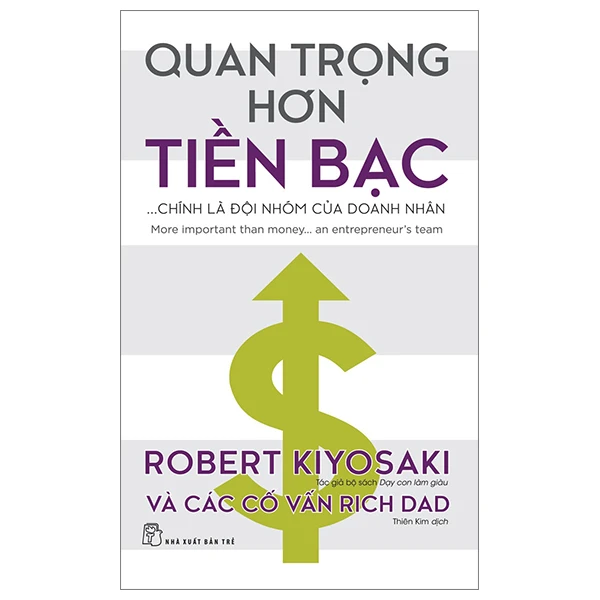 QUAN TRỌNG
HƠN
TIỀN BẠC
...CHÍNH LÀ ĐỘI NHÓM CỦA DOANH NHÂN
More important than money... an entrepreneur's team
ROBERT KIYOSAKI
Tác giả bộ sách Dạy con làm giàu
VÀ CÁC CỐ VẤN RICH DAD
Thiên Kim dịch
NHÀ XUẤT BẢN TRẺ